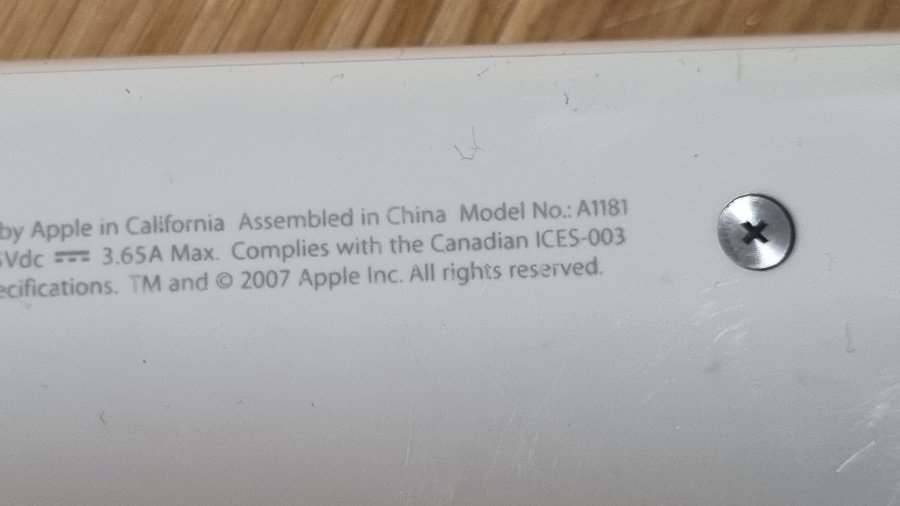 by Apple in California Assembled in China Model No.: A1181
Vdc ⎓ 3.65A Max. Complies with the Canadian ICES-003
ecifications. TM and © 2007 Apple Inc. All rights reserved.